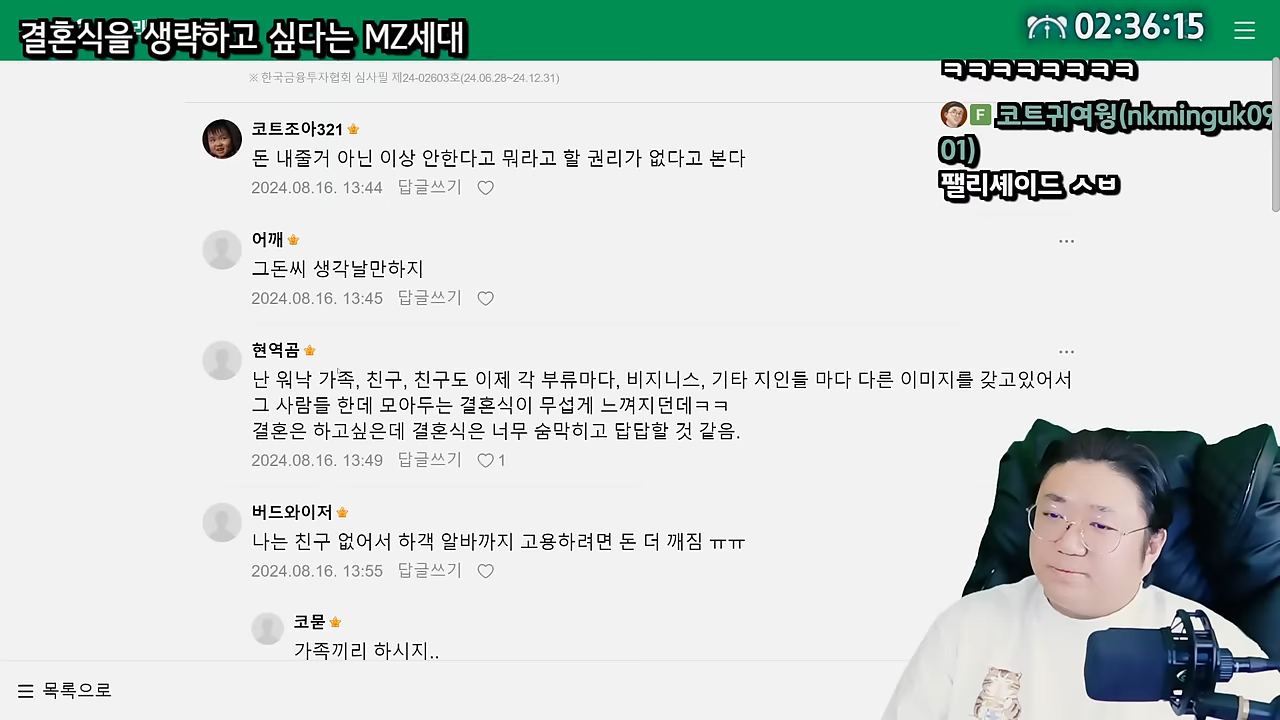 결혼식을 생략하고 싶다는 MZ세대
02:36:15
※ 한국금융투자협회 심사필 제24-02603호(24.06.28~24.12.31)
ㅋㅋㅋㅋㅋㅋㅋㅋ
F 코트귀여웡(nkminguk09
01)
팰리셰이드 ㅅㅂ
코트조아321
돈 내줄거 아닌 이상 안한다고 뭐라고 할 권리가 없다고 본다
2024.08.16. 13:44 답글쓰기
어깨
그돈씨 생각날만하지
2024.08.16. 13:45 답글쓰기
현역곰
난 워낙 가족, 친구, 친구도 이제 각 부류마다, 비지니스, 기타 지인들 마다 다른 이미지를 갖고있어서
그 사람들 한데 모아두는 결혼식이 무섭게 느껴지던데ㅋㅋ
결혼은 하고싶은데 결혼식은 너무 숨막히고 답답할 것 같음.
2024.08.16. 13:49 답글쓰기 1
버드와이저
나는 친구 없어서 하객 알바까지 고용하려면 돈 더 깨짐 ㅠㅠ
2024.08.16. 13:55 답글쓰기
코묻
가족끼리 하시지..
목록으로